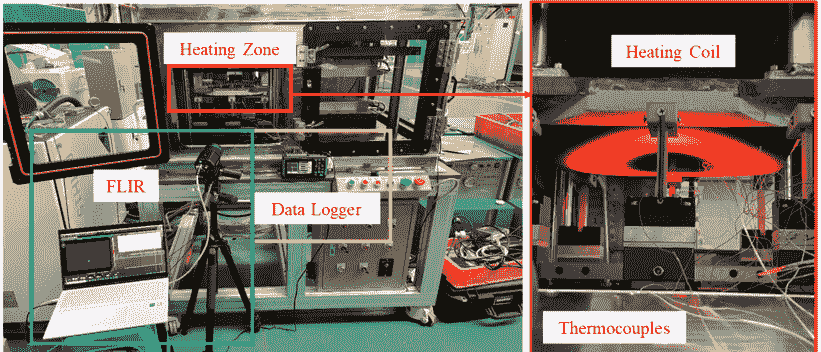 Heating Zone
Heating Coil
FLIR
Data Logger
Thermocouples